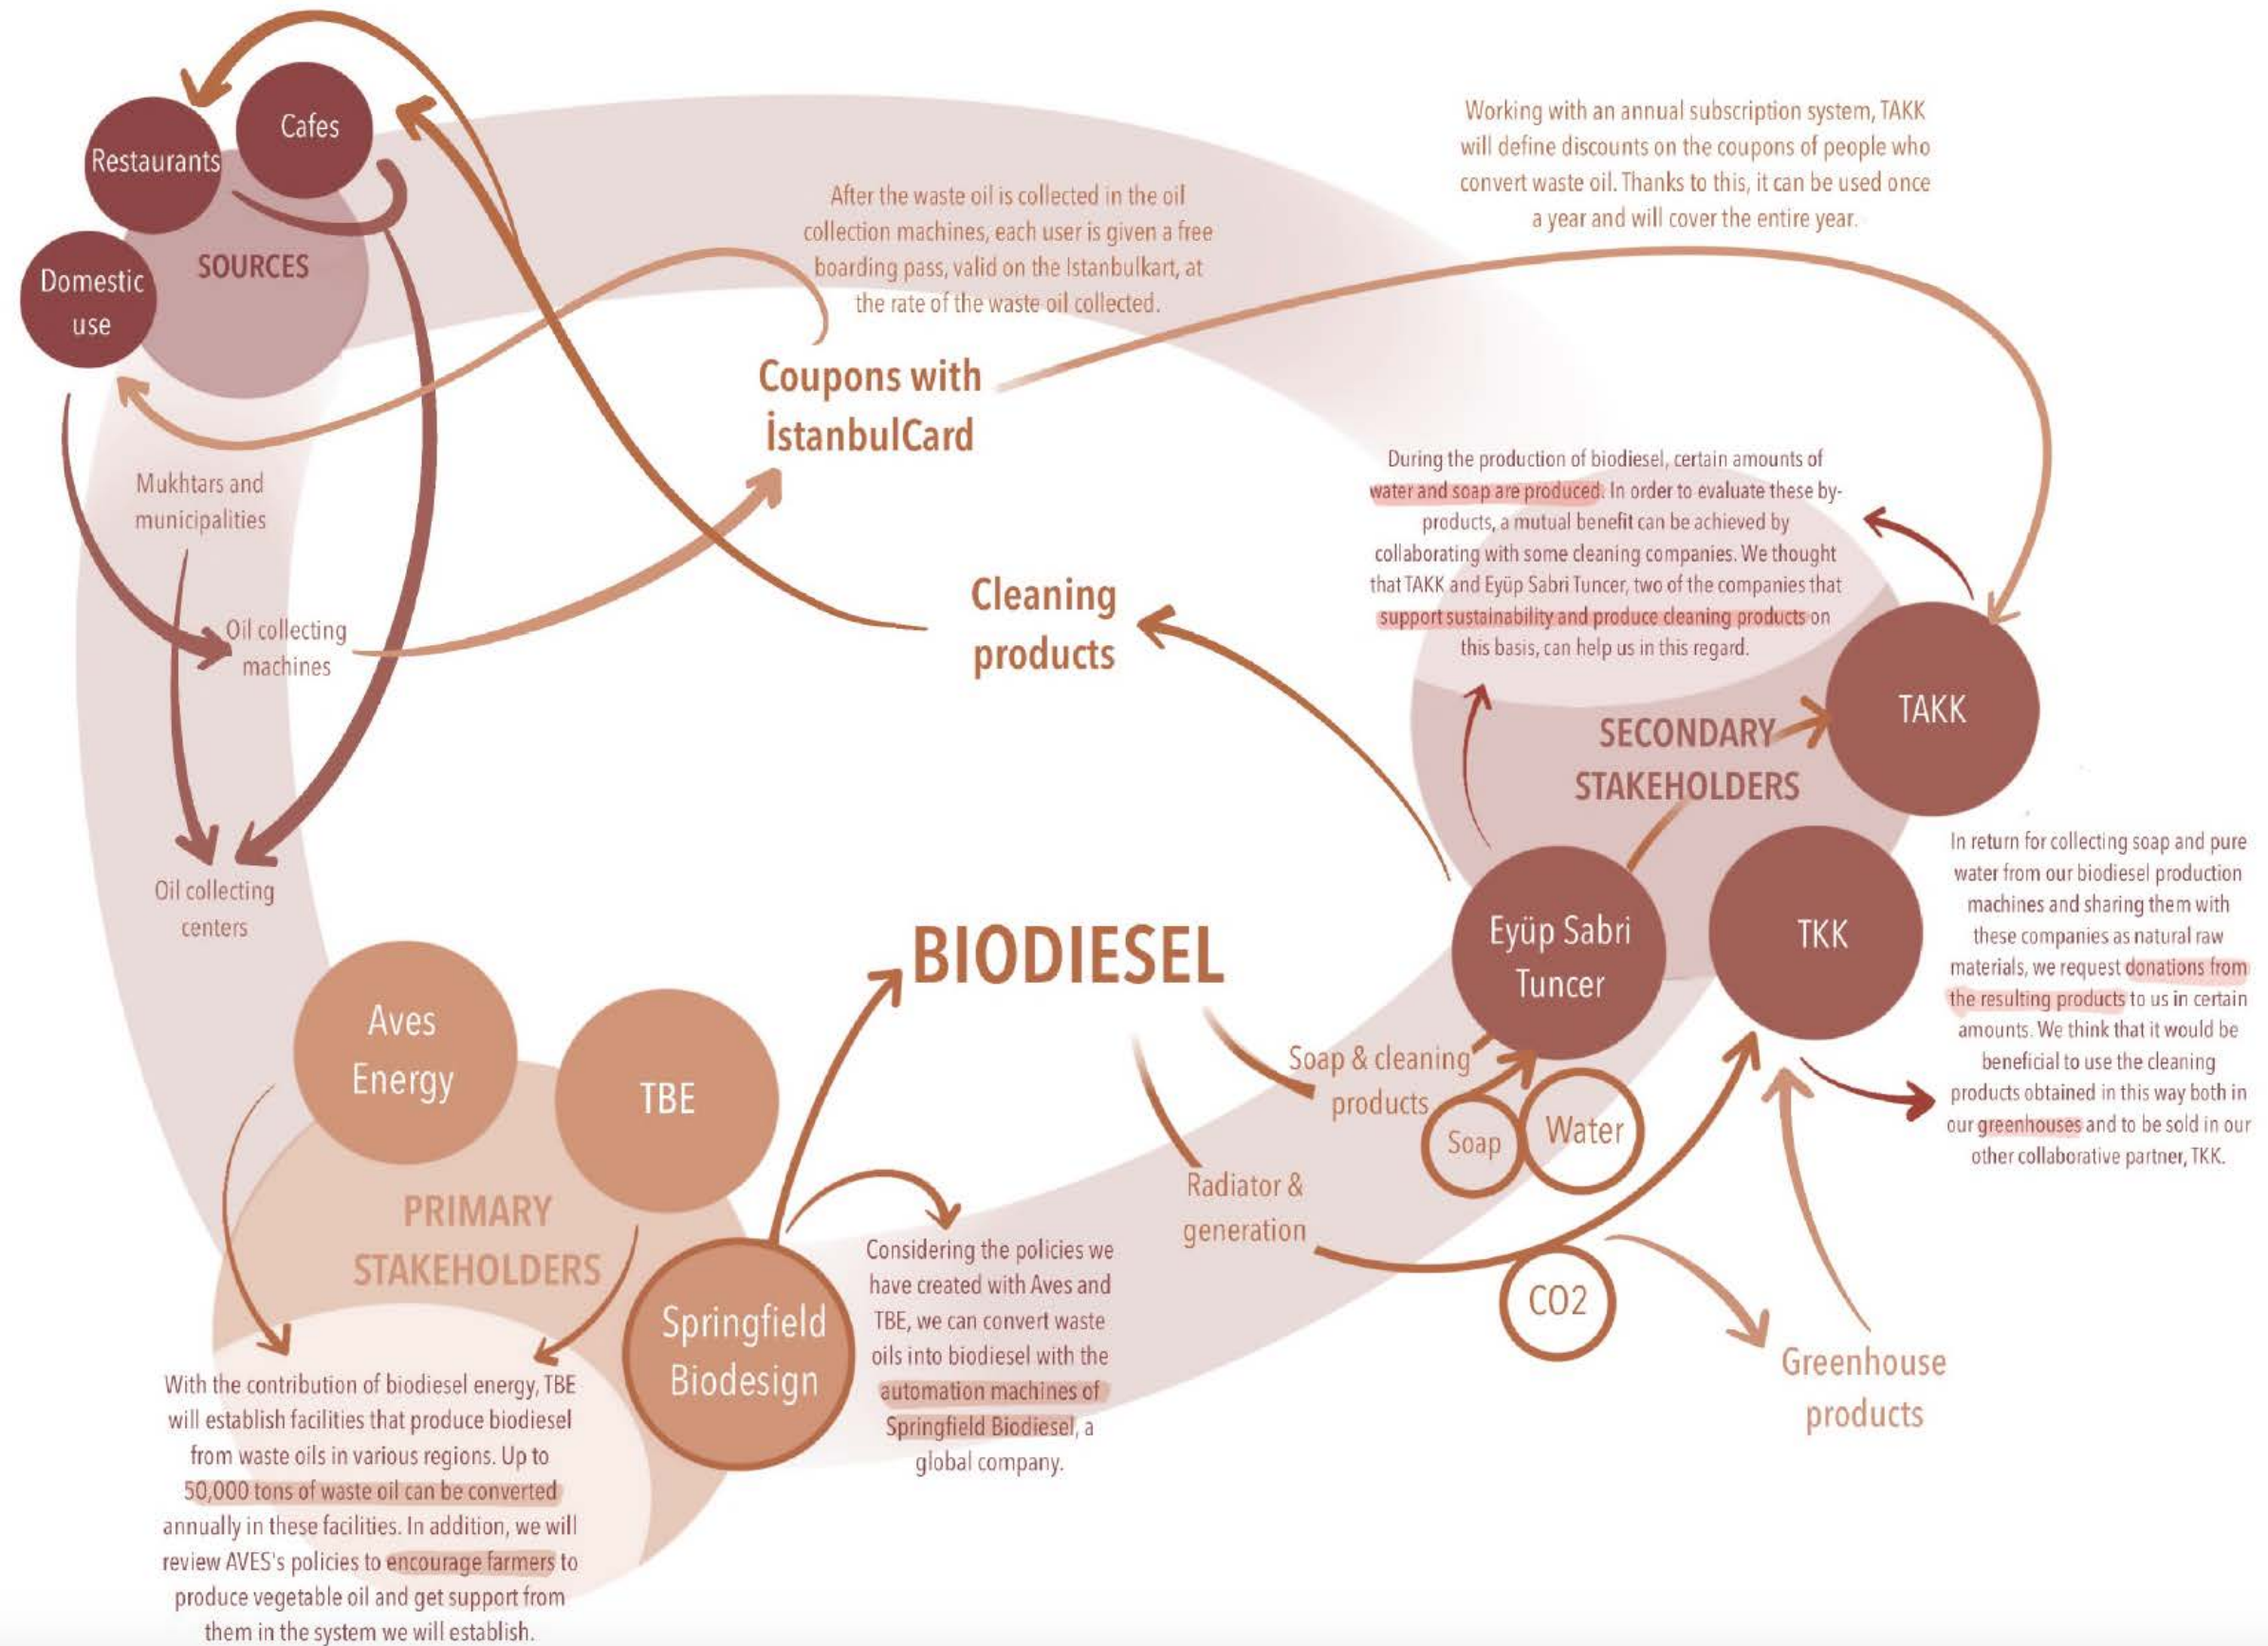 Cafes
Restaurants
Domestic
use
SOURCES
Working with an annual subscription system, TAKK
will define discounts on the coupons of people who
convert waste oil. Thanks to this, it can be used once
a year and will cover the entire year.
After the waste oil is collected in the oil
collection machines, each user is given a free
boarding pass, valid on the Istanbulkart, at
the rate of the waste oil collected.
Coupons with
İstanbulCard
Mukhtars and
municipalities
Oil collecting
machines
Oil collecting
centers
Cleaning
products
During the production of biodiesel, certain amounts of
water and soap are produced. In order to evaluate these by-
products, a mutual benefit can be achieved by
collaborating with some cleaning companies. We thought
that TAKK and Eyüp Sabri Tuncer, two of the companies that
support sustainability and produce cleaning products on
this basis, can help us in this regard.
SECONDARY
STAKEHOLDERS
TAKK
Eyüp Sabri
Tuncer
TKK
In return for collecting soap and pure
water from our biodiesel production
machines and sharing them with
these companies as natural raw
materials, we request donations from
the resulting products to us in certain
amounts. We think that it would be
beneficial to use the cleaning
products obtained in this way both in
our greenhouses and to be sold in our
other collaborative partner, TKK.
BIODIESEL
Soap & cleaning
products
Soap
Water
Radiator &
generation
CO2
Greenhouse
products
Aves
Energy
TBE
PRIMARY
STAKEHOLDERS
Springfield
Biodesign
Considering the policies we
have created with Aves and
TBE, we can convert waste
oils into biodiesel with the
automation machines of
Springfield Biodiesel, a
global company.
With the contribution of biodiesel energy, TBE
will establish facilities that produce biodiesel
from waste oils in various regions. Up to
50,000 tons of waste oil can be converted
annually in these facilities. In addition, we will
review AVES's policies to encourage farmers to
produce vegetable oil and get support from
them in the system we will establish.